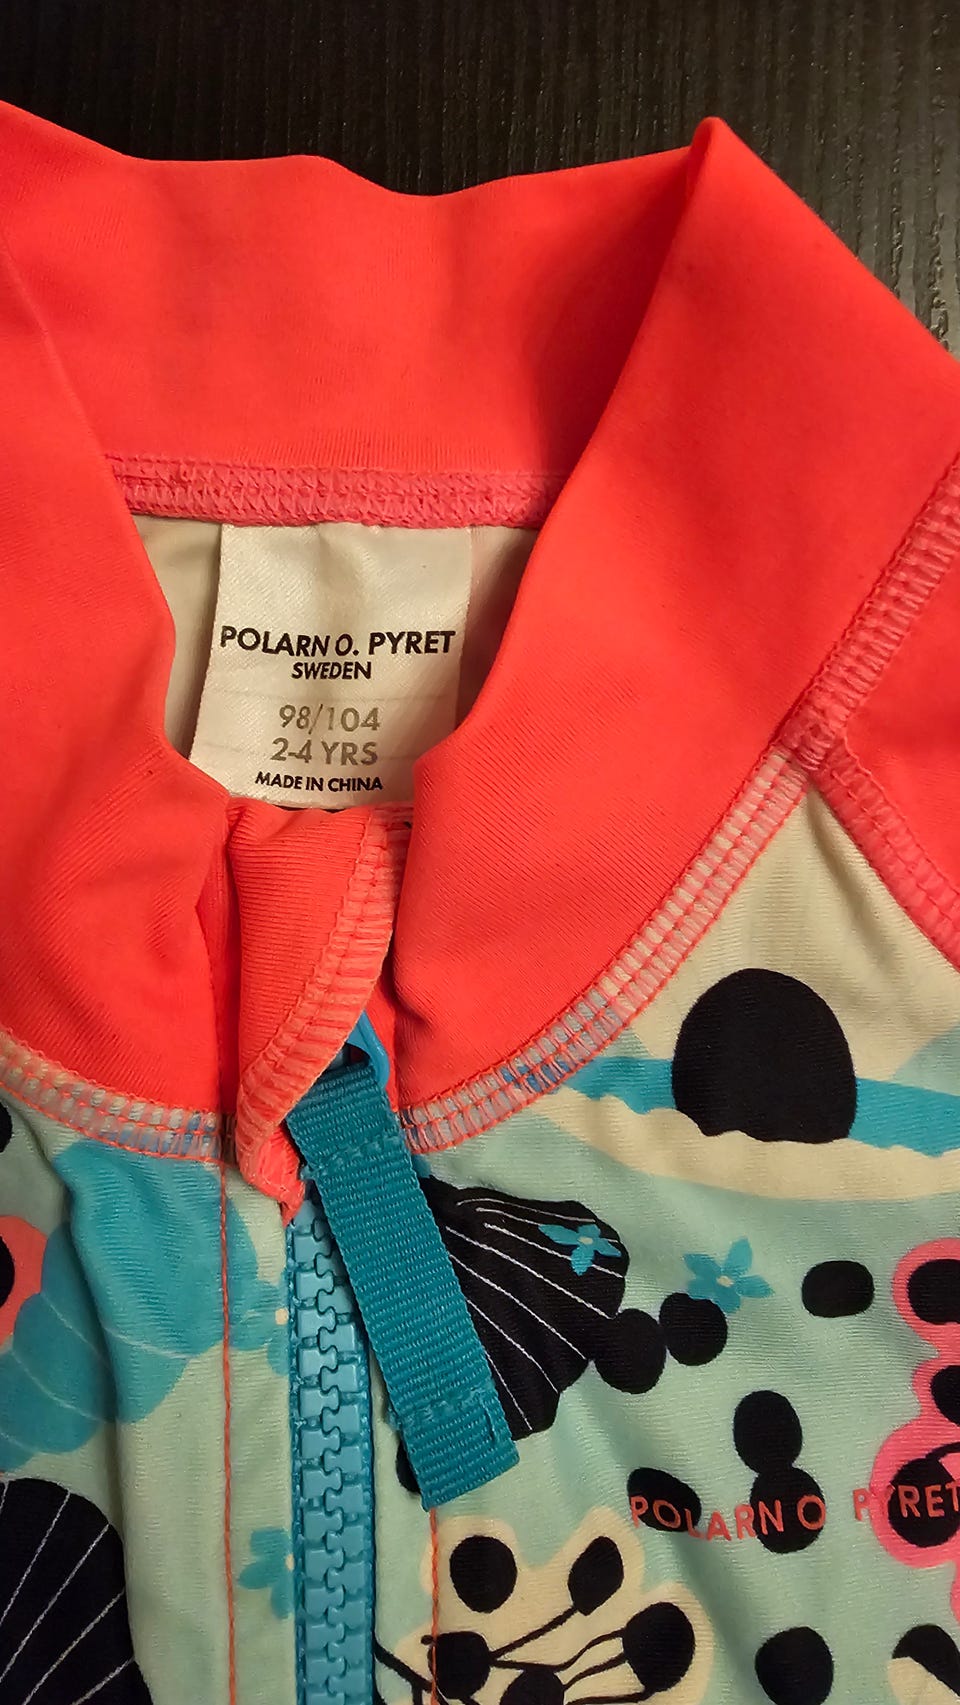 POLARN O. PYRET
SWEDEN
98/104
2-4 YRS
MADE IN CHINA
POLARN O PYRET